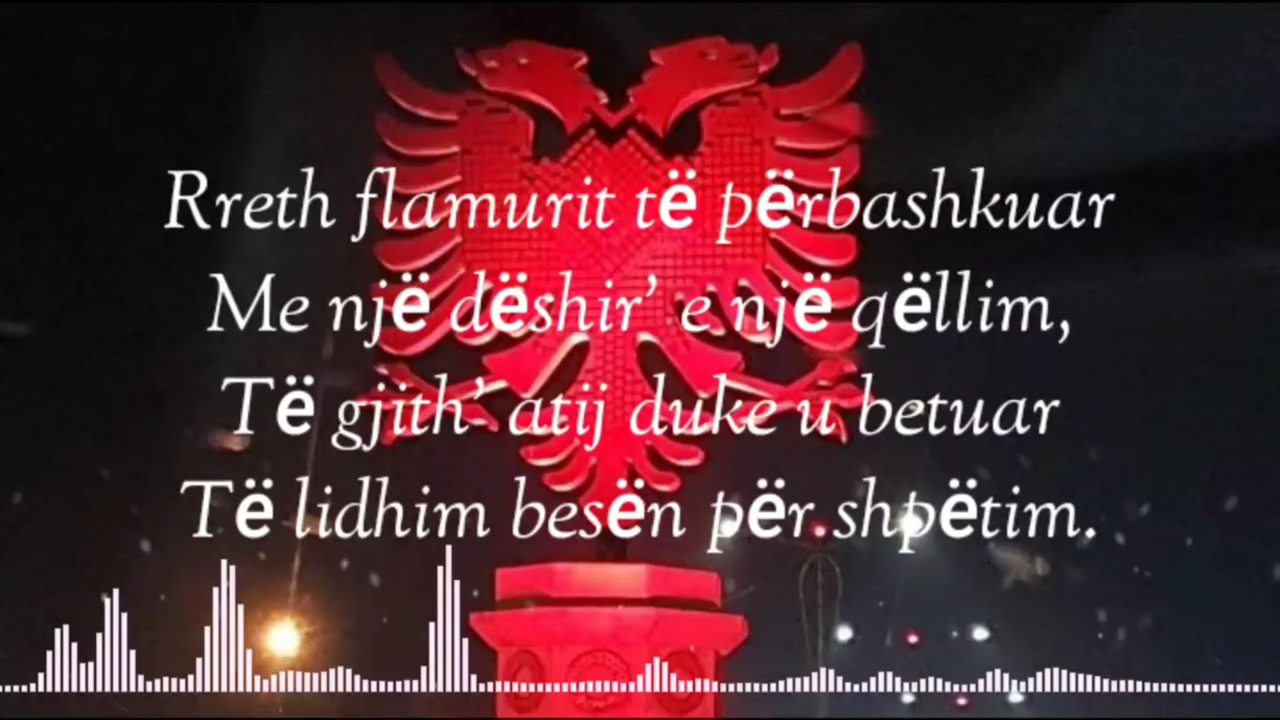 Rreth flamurit të përbashkuar
Me një dëshir’ e një qëllim,
Të gjith’ atij duke u betuar
Të lidhim besën për shpëtim.